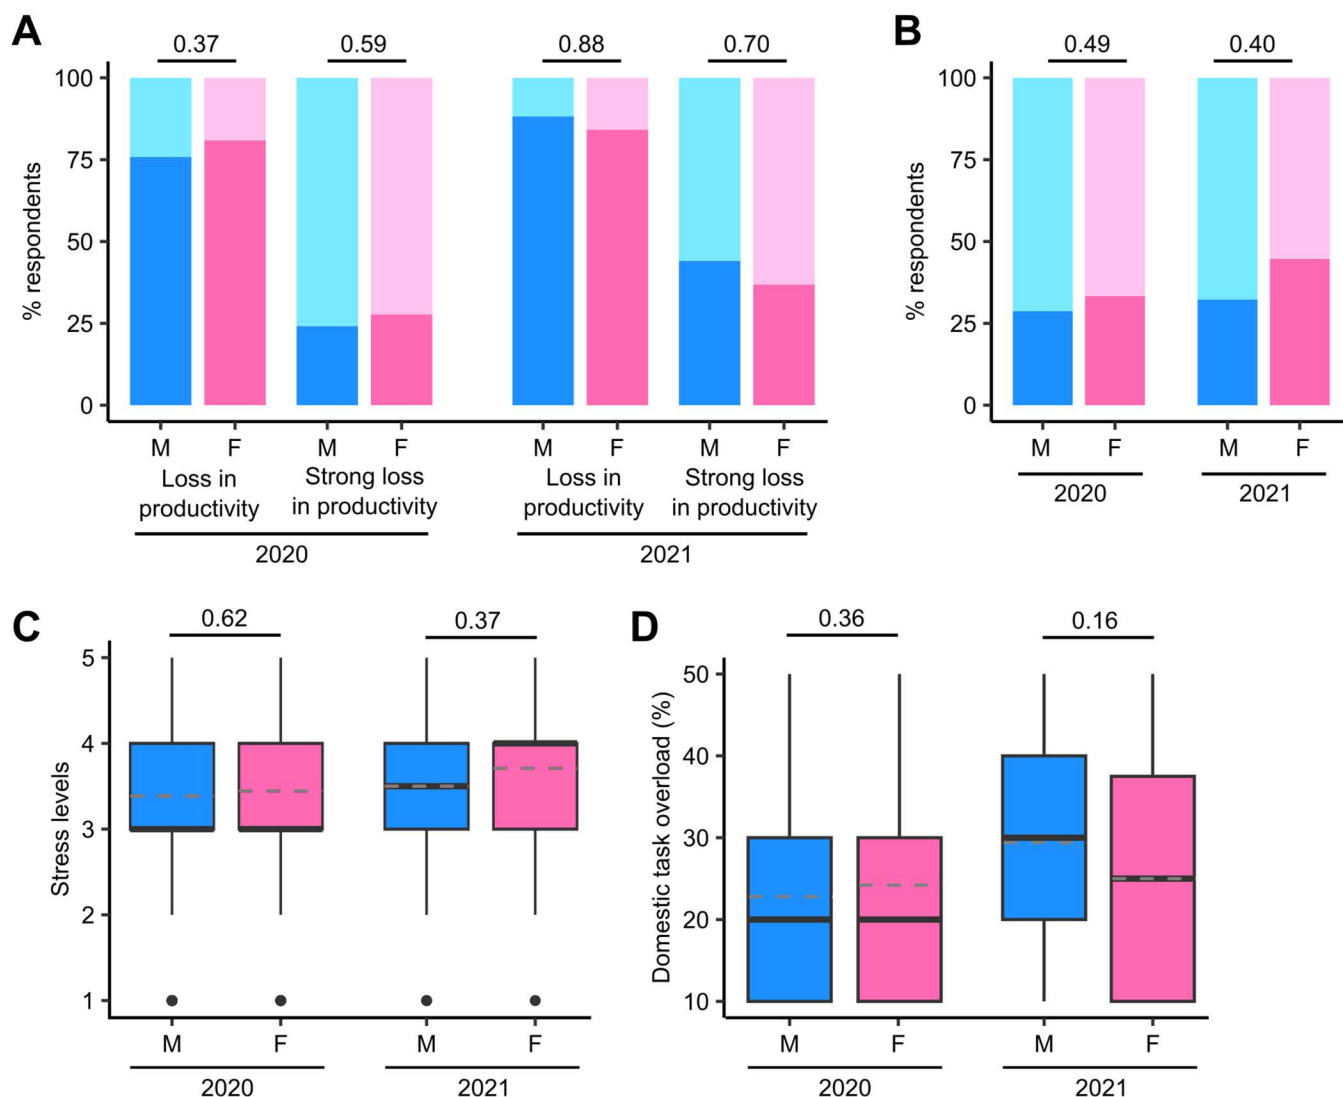 A
0.37 0.59 0.88 0.70
% respondents
100
75
50
25
0
M F M F M F M F
Loss in
productivity
Strong loss
in productivity
Loss in
productivity
Strong loss
in productivity
2020 2021
B
0.49 0.40
% respondents
100
75
50
25
0
M F M F
2020 2021
C
0.62 0.37
Stress levels
5
4
3
2
1
M F M F
2020 2021
D
0.36 0.16
Domestic task overload (%)
50
40
30
20
10
M F M F
2020 2021